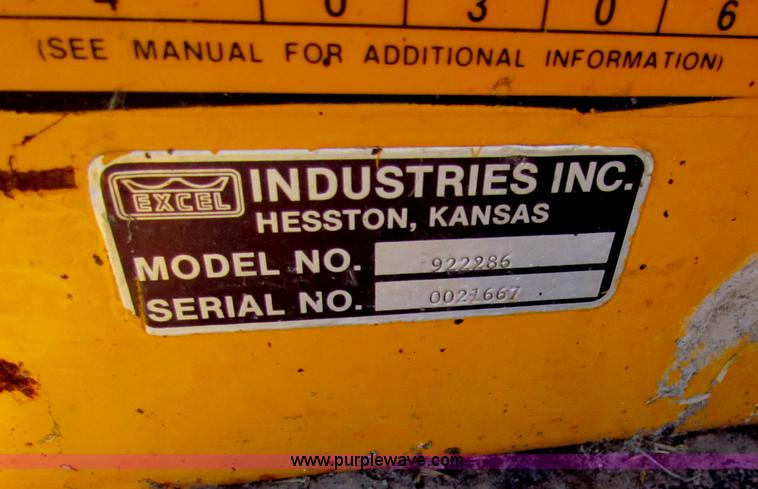 0 3 0 6
(SEE MANUAL FOR ADDITIONAL INFORMATION)
EXCEL INDUSTRIES INC.
HESSTON, KANSAS
MODEL NO. 922286
SERIAL NO. 0021667
www.purplewave.com